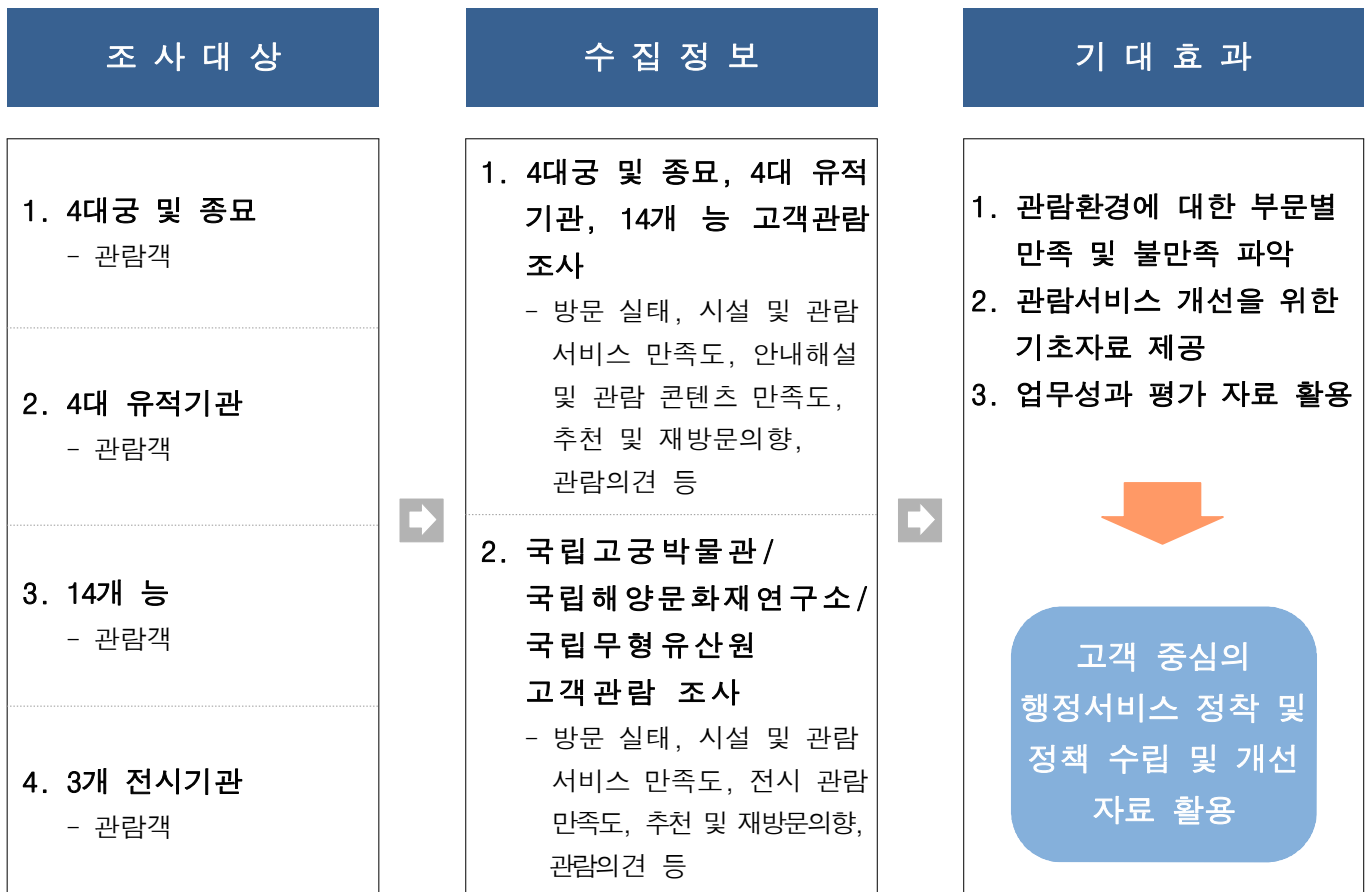 조 사 대 상
1. 4대궁 및 종묘
- 관람객
2. 4대 유적기관
- 관람객
3. 14개 능
- 관람객
4. 3개 전시기관
- 관람객
수 집 정 보
1. 4대궁 및 종묘, 4대 유적
기관, 14개 능 고객관람
조사
- 방문 실태, 시설 및 관람
서비스 만족도, 안내해설
및 관람 콘텐츠 만족도,
추천 및 재방문의향,
관람의견 등
2. 국립고궁박물관/
국립해양문화재연구소/
국립무형유산원
고객관람 조사
- 방문 실태, 시설 및 관람
서비스 만족도, 전시 관람
만족도, 추천 및 재방문의향,
관람의견 등
기 대 효 과
1. 관람환경에 대한 부문별
만족 및 불만족 파악
2. 관람서비스 개선을 위한
기초자료 제공
3. 업무성과 평가 자료 활용
고객 중심의
행정서비스 정착 및
정책 수립 및 개선
자료 활용